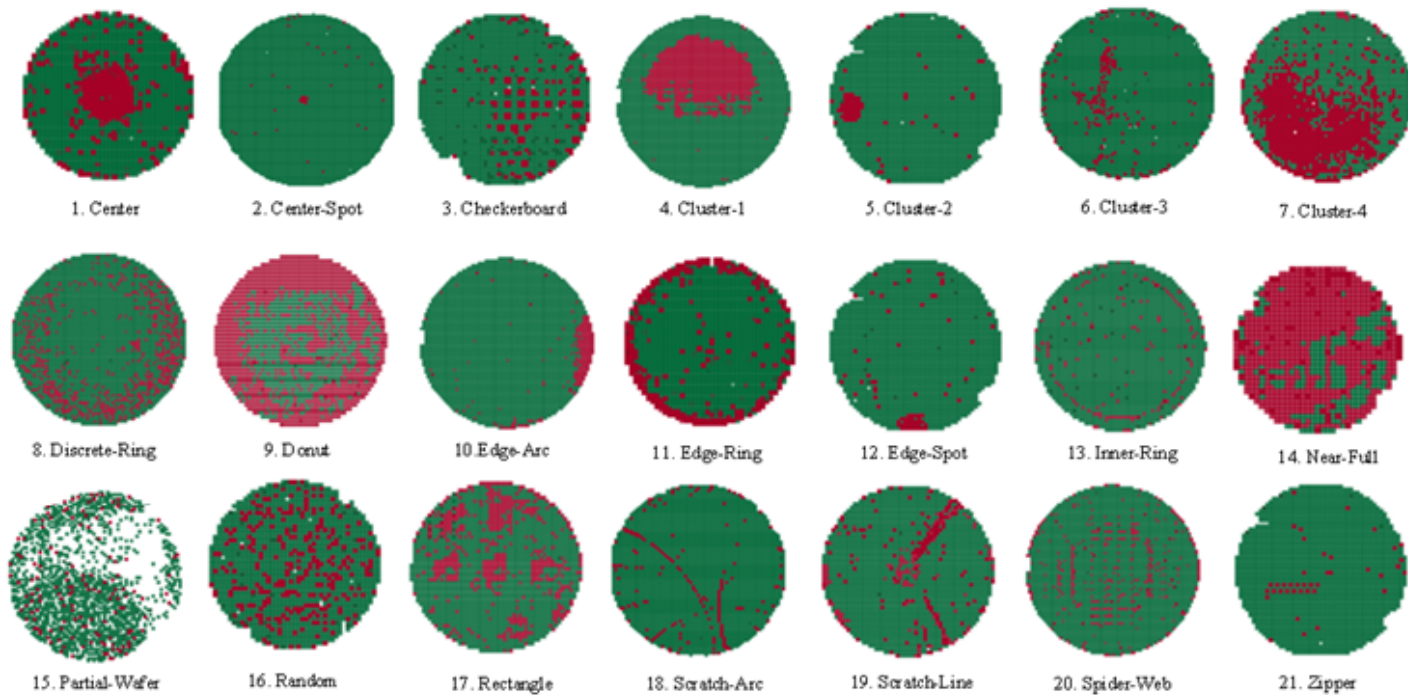 1. Center
2. Center-Spot
3. Checkerboard
4. Cluster-1
5. Cluster-2
6. Cluster-3
7. Cluster-4
8. Discrete-Ring
9. Donut
10.Edge-Arc
11. Edge-Ring
12. Edge-Spot
13. Inner-Ring
14. Near-Full
15. Partial-Wafer
16. Random
17. Rectangle
18. Scratch-Arc
19. Scratch-Line
20. Spider-Web
21. Zipper